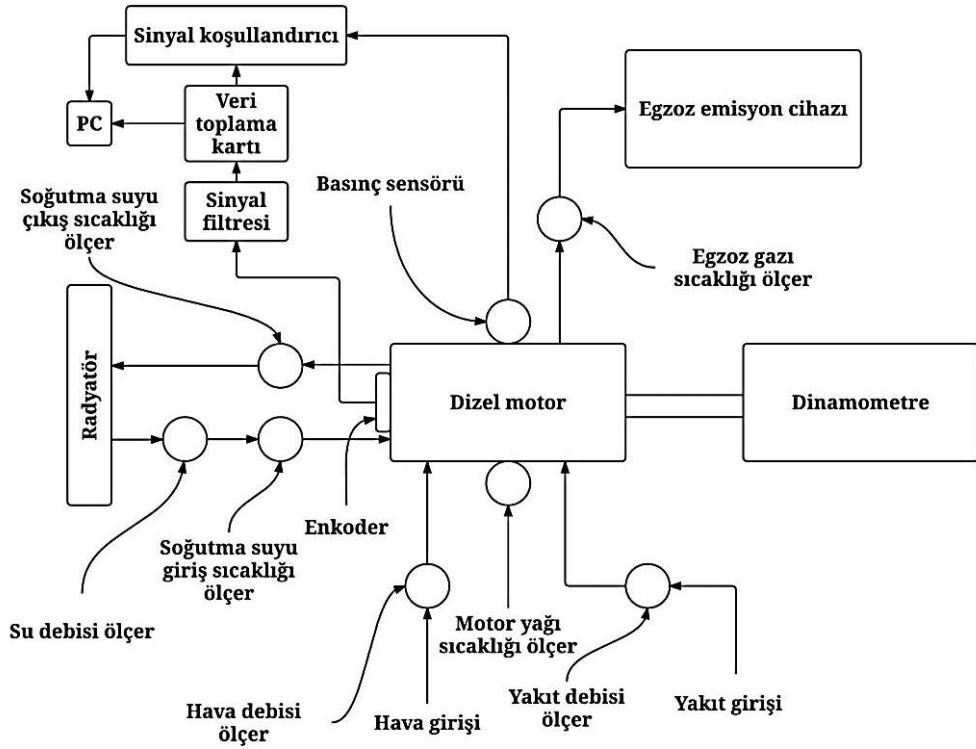 Sinyal koşullandırıcı
PC
Veri
toplama
kartı
Egzoz emisyon cihazı
Soğutma suyu
çıkış sıcaklığı
ölçer
Sinyal
filtresi
Basınç sensörü
Egzoz gazı
sıcaklığı ölçer
Radyatör
Dizel motor
Dinamometre
Enkoder
Soğutma suyu
giriş sıcaklığı
ölçer
Su debisi ölçer
Motor yağı
sıcaklığı ölçer
Hava debisi
ölçer
Hava girişi
Yakıt debisi
ölçer
Yakıt girişi